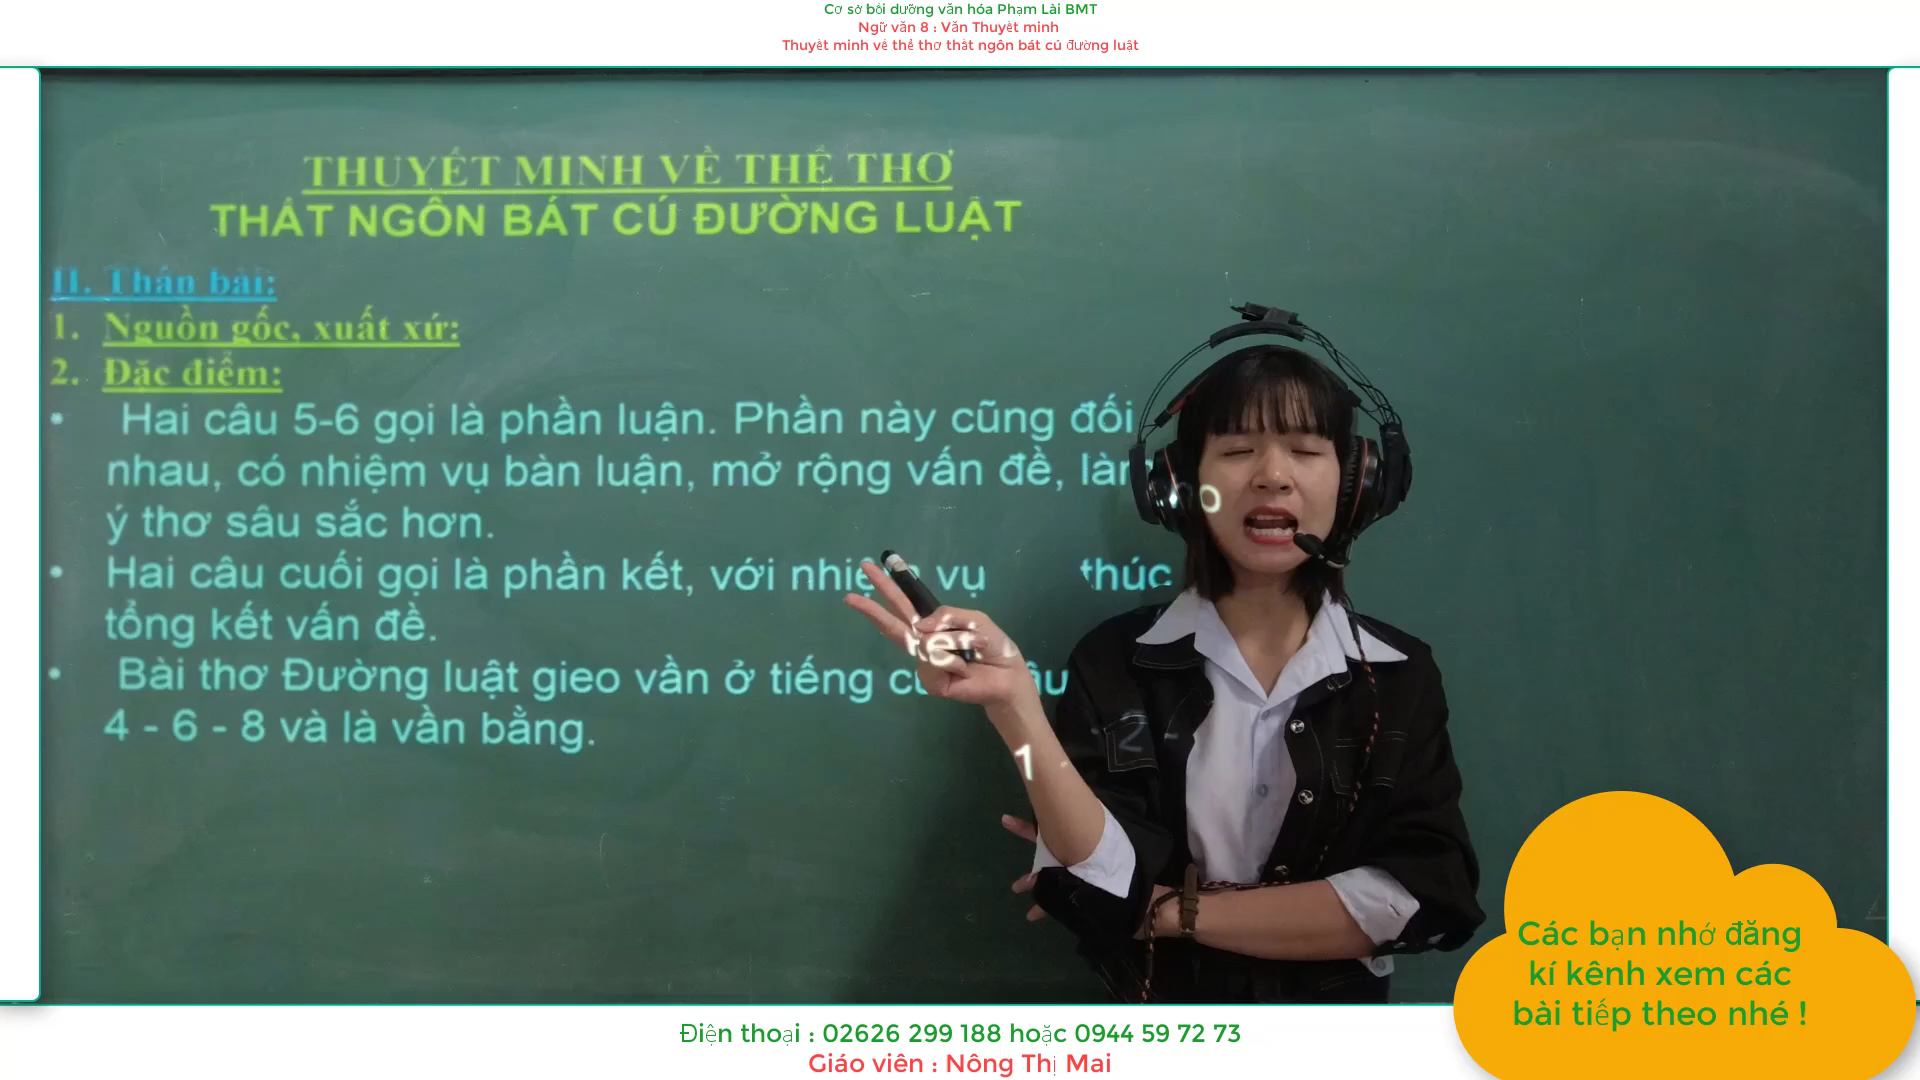 Cơ sở bồi dưỡng văn hóa Phạm Lài BMT
Ngữ văn 8 : Văn Thuyết minh
Thuyết minh về thể thơ thất ngôn bát cú đường luật
THUYẾT MINH VỀ THỂ THƠ
THẤT NGÔN BÁT CÚ ĐƯỜNG LUẬT
II. Thân bài:
1. Nguồn gốc, xuất xứ:
2. Đặc điểm:
• Hai câu 5-6 gọi là phần luận. Phần này cũng đối
nhau, có nhiệm vụ bàn luận, mở rộng vấn đề,
ý thơ sâu sắc hơn.
• Hai câu cuối gọi là phần kết, với nhiệm vụ kết thúc
tổng kết vấn đề.
• Bài thơ Đường luật gieo vần ở tiếng 1 - 2 -
4 - 6 - 8 và là vần bằng.
Các bạn nhớ đăng
kí kênh xem các
bài tiếp theo nhé !
Điện thoại : 02626 299 188 hoặc 0944 59 72 73
Giáo viên : Nông Thị Mai